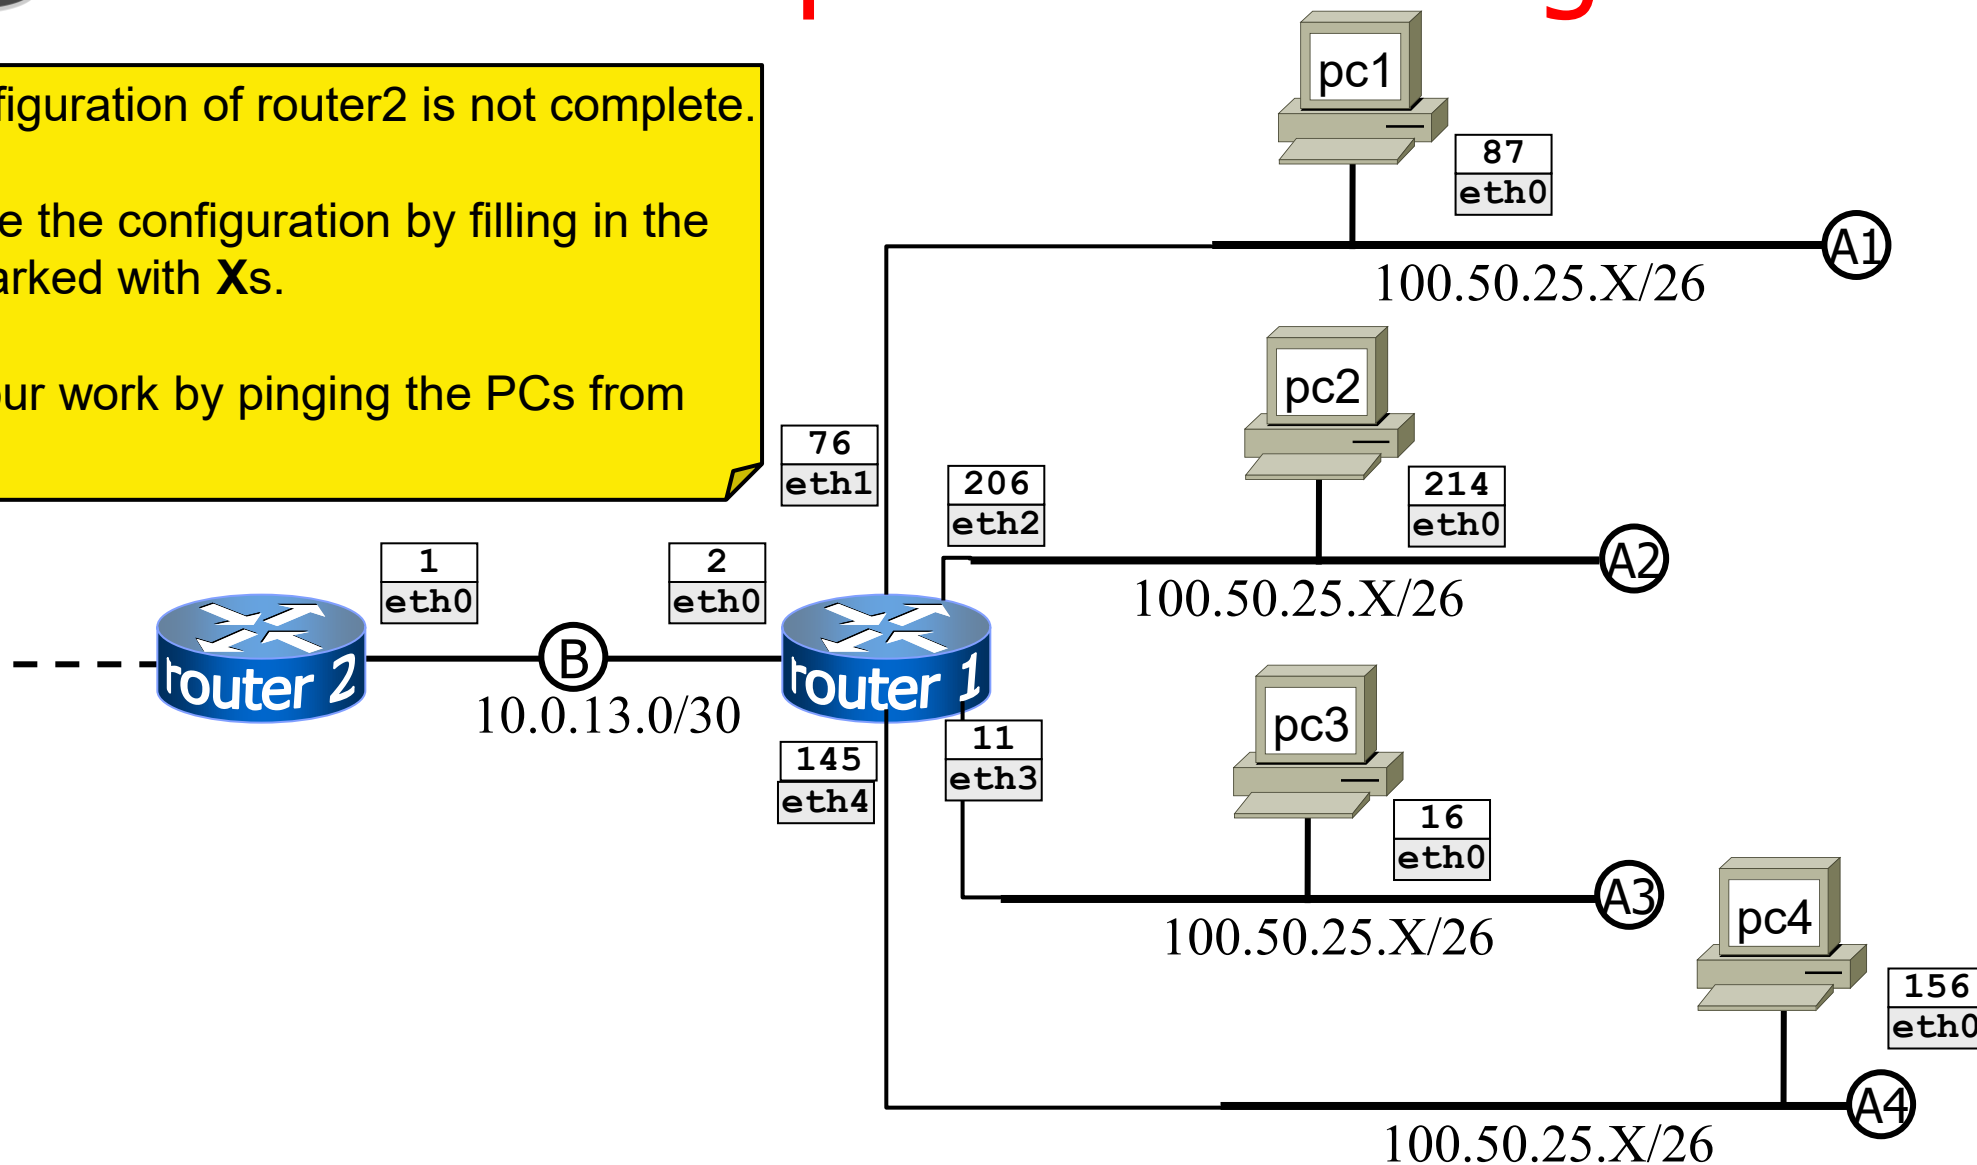 figuration of router2 is not complete.
e the configuration by filling in the
arked with Xs.
our work by pinging the PCs from
pc1
87
eth0
A1
100.50.25.X/26
pc2
76
eth1
206
eth2
214
eth0
A2
100.50.25.X/26
1
eth0
2
eth0
router 2
B
router 1
10.0.13.0/30
pc3
145
eth4
11
eth3
16
eth0
A3
100.50.25.X/26
pc4
156
eth0
A4
100.50.25.X/26